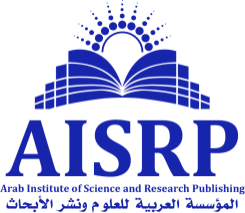 AISRP
Arab Institute of Science and Research Publishing
المؤسسة العربية للعلوم ونشر الأبحاث